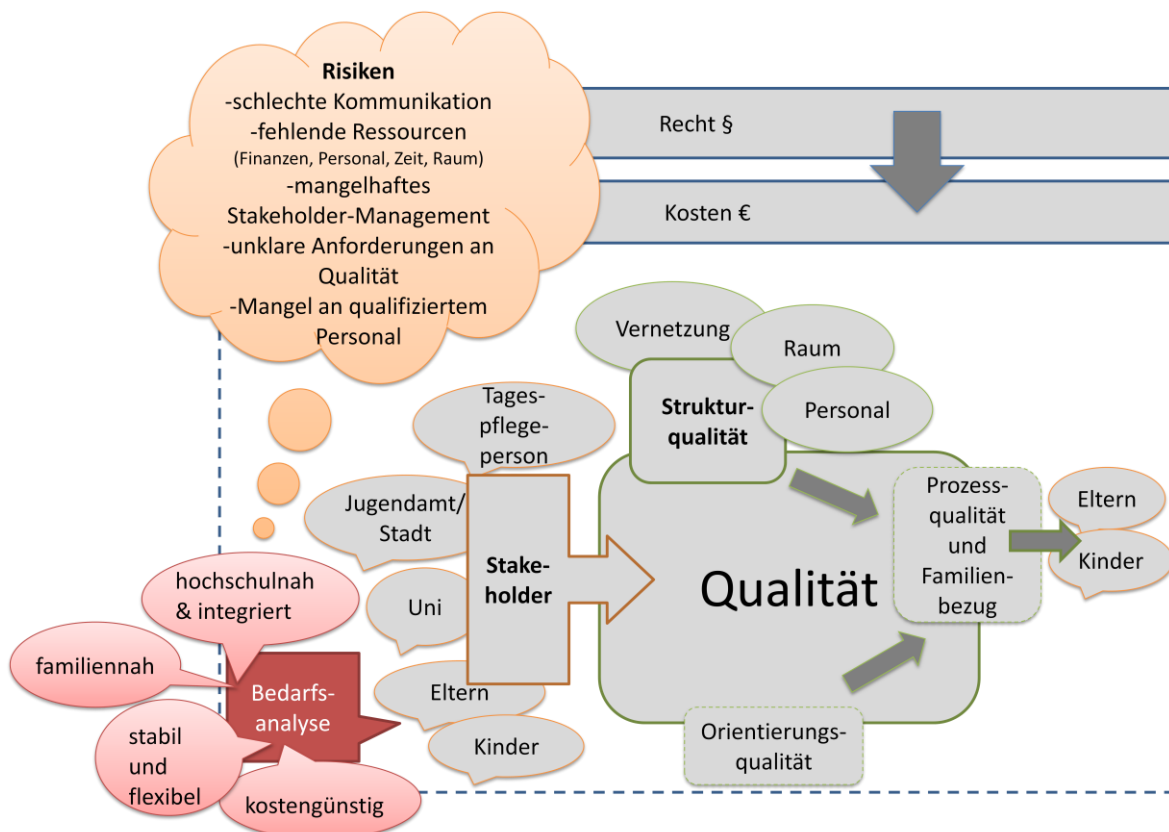 Risiken
-schlechte Kommunikation
-fehlende Ressourcen
(Finanzen, Personal, Zeit, Raum)
-mangelhaftes
Stakeholder-Management
-unklare Anforderungen an
Qualität
-Mangel an qualifiziertem
Personal
Recht §
Kosten €
Vernetzung
Raum
Personal
Struktur-
qualität
Tages-
pflege-
person
Jugendamt/
Stadt
Uni
Eltern
Kinder
Stake-
holder
Qualität
Prozess-
qualität
und
Familien-
bezug
Eltern
Kinder
Orientierungs-
qualität
hochschulnah
& integriert
familiennah
Bedarfs-
analyse
stabil
und
flexibel
kostengünstig